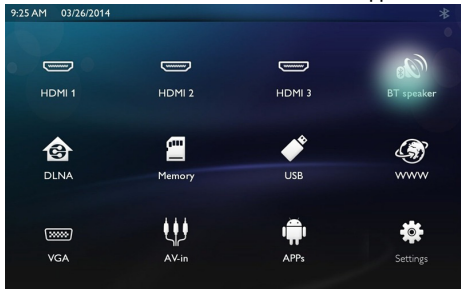 9:25 AM 03/26/2014
HDMI 1 HDMI 2 HDMI 3 BT speaker
DLNA Memory USB WWW
VGA AV-in APPs Settings